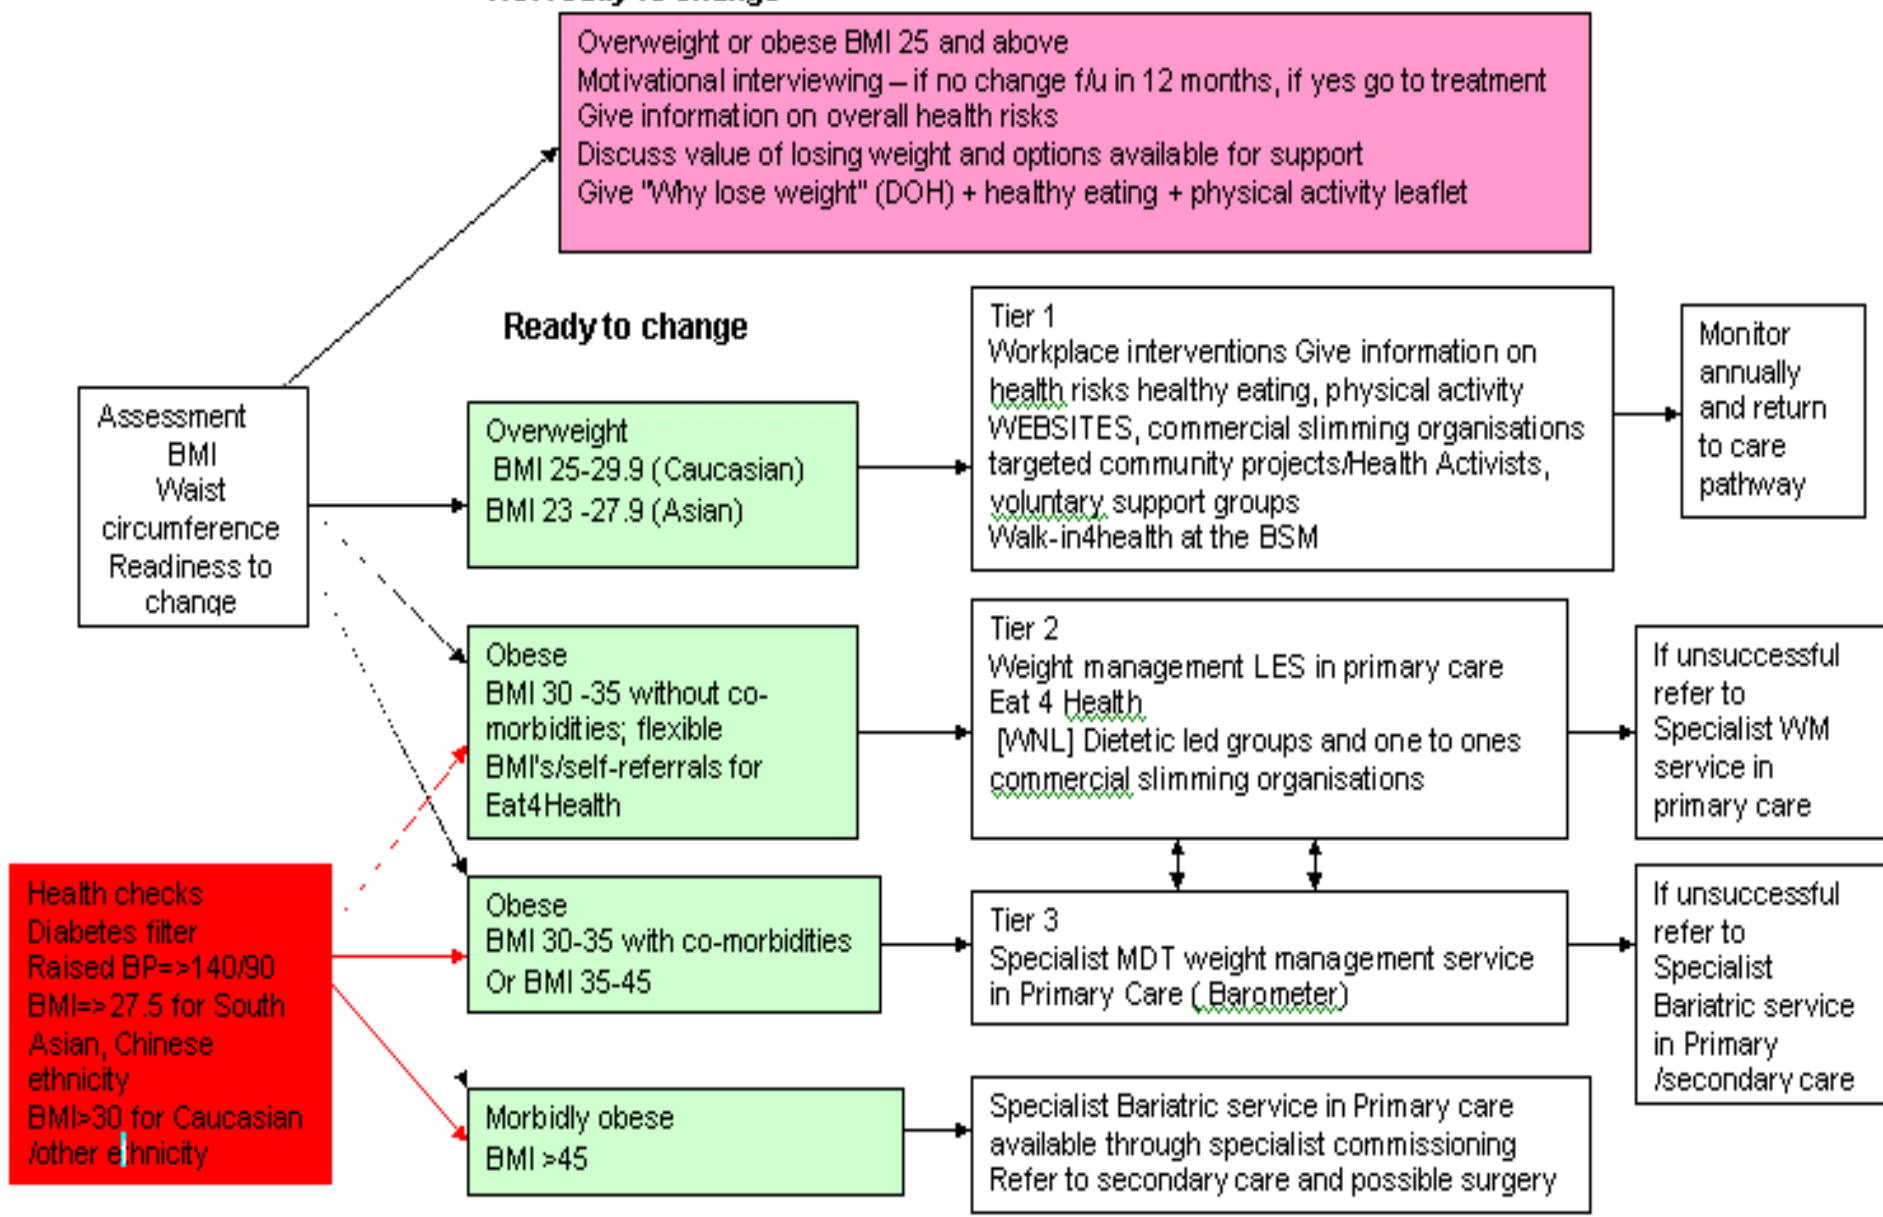 Not ready to change
Overweight or obese BMI 25 and above
Motivational interviewing – if no change f/u in 12 months, if yes go to treatment
Give information on overall health risks
Discuss value of losing weight and options available for support
Give "Why lose weight" (DOH) + healthy eating + physical activity leaflet
Ready to change
Assessment
BMI
Waist
circumference
Readiness to
change
Overweight
BMI 25-29.9 (Caucasian)
BMI 23 -27.9 (Asian)
Tier 1
Workplace interventions Give information on
health risks healthy eating, physical activity
WEBSITES, commercial slimming organisations
targeted community projects/Health Activists,
voluntary support groups
Walk-in4health at the BSM
Monitor
annually
and return
to care
pathway
Obese
BMI 30 -35 without co-
morbidities; flexible
BMI's/self-referrals for
Eat4Health
Tier 2
Weight management LES in primary care
Eat 4 Health
[WNL] Dietetic led groups and one to ones
commercial slimming organisations
If unsuccessful
refer to
Specialist WM
service in
primary care
Health checks
Diabetes filter
Raised BP=>140/90
BMI=>27.5 for South
Asian, Chinese
ethnicity
BMI>30 for Caucasian
/other ethnicity
Obese
BMI 30-35 with co-morbidities
Or BMI 35-45
Tier 3
Specialist MDT weight management service
in Primary Care ( Barometer)
If unsuccessful
refer to
Specialist
Bariatric service
in Primary
/secondary care
Morbidly obese
BMI >45
Specialist Bariatric service in Primary care
available through specialist commissioning
Refer to secondary care and possible surgery